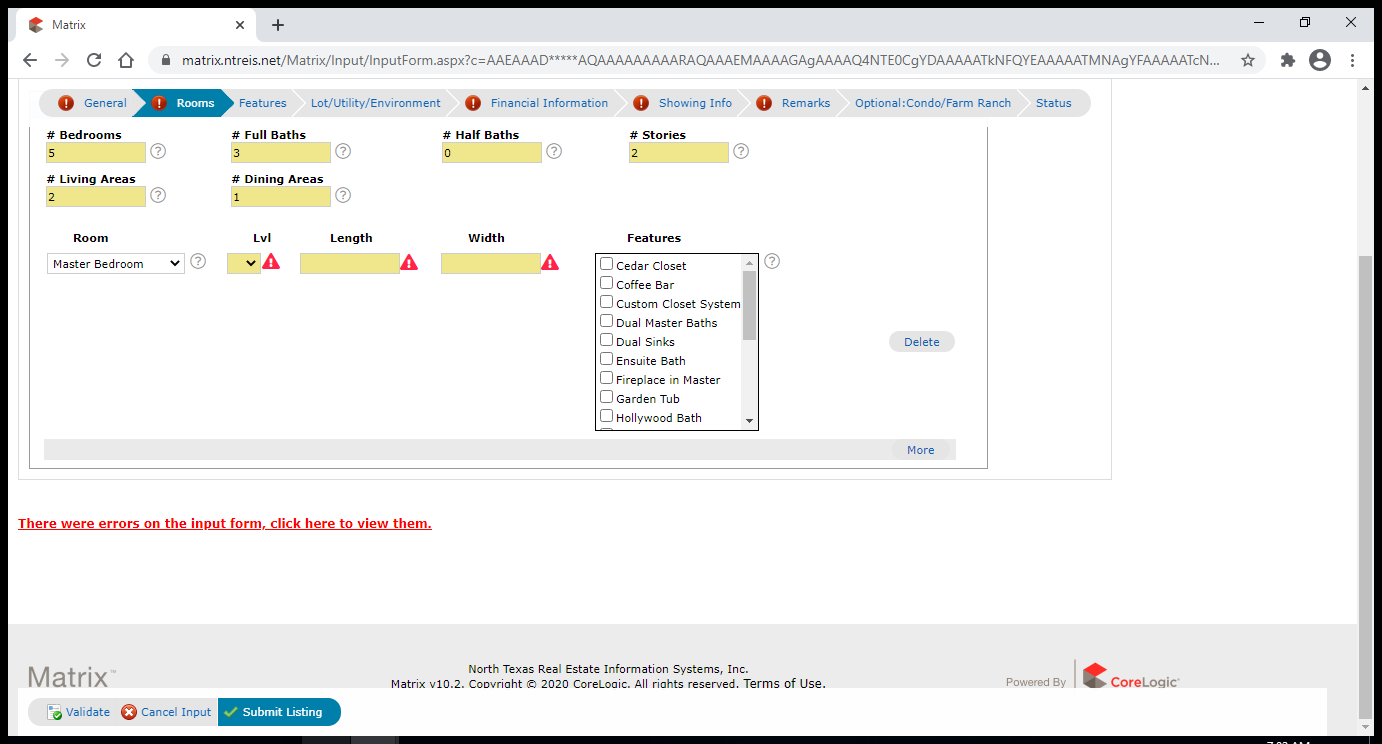 Matrix
matrix.ntreis.net/Matrix/Input/InputForm.aspx?c=AAEAAAD*****AQAAAAAAAAARAQAAAEMAAAAGAgAAAAQ4NTE0CgYDAAAAATkNFQYEAAAAATMNAgYFAAAAATcN...
General Rooms Features Lot/Utility/Environment Financial Information Showing Info Remarks Optional:Condo/Farm Ranch Status
# Bedrooms # Full Baths # Half Baths # Stories
5 3 0 2
# Living Areas # Dining Areas
2 1
Room Lvl Length Width Features
Master Bedroom
Cedar Closet
Coffee Bar
Custom Closet System
Dual Master Baths
Dual Sinks
Ensuite Bath
Fireplace in Master
Garden Tub
Hollywood Bath
Delete
More
There were errors on the input form, click here to view them.
Matrix™
North Texas Real Estate Information Systems, Inc.
Matrix v10.2. Copyright © 2020 CoreLogic. All rights reserved. Terms of Use.
Powered By CoreLogic
Validate Cancel Input Submit Listing